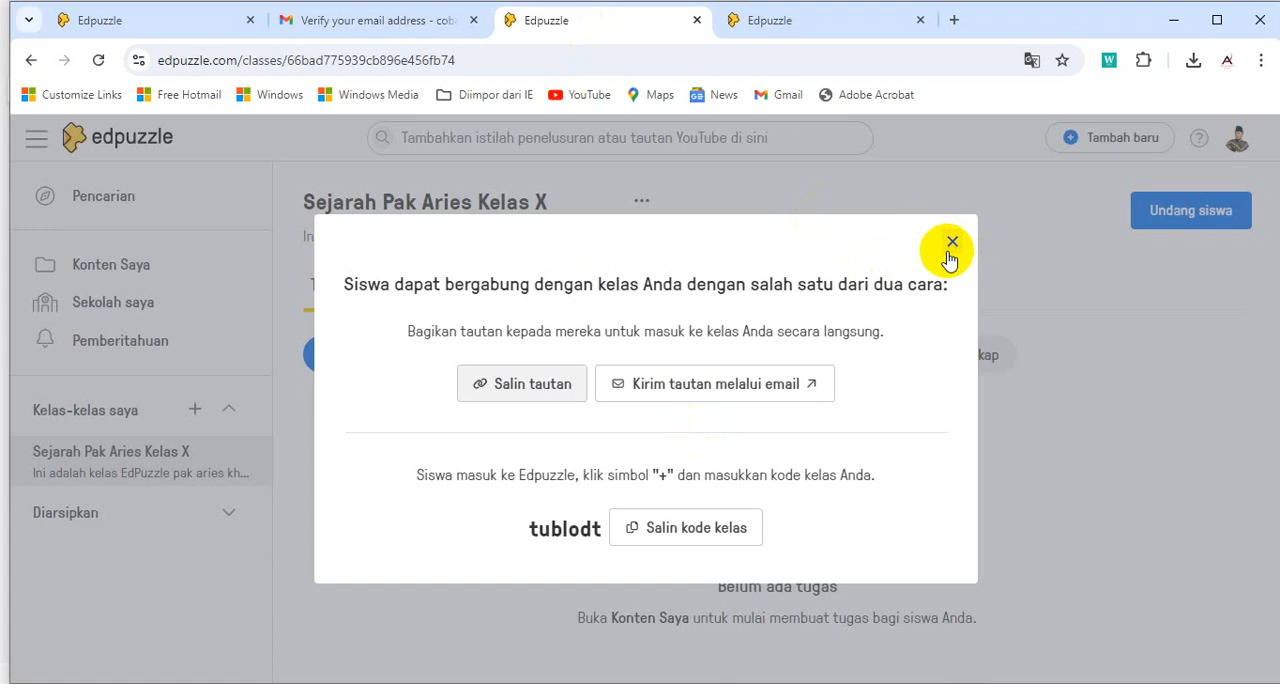 Edpuzzle
Verify your email address - coba
Edpuzzle
Edpuzzle
edpuzzle.com/classes/66bad775939cb896e456fb74
Customize Links
Free Hotmail
Windows
Windows Media
Diimpor dari IE
YouTube
Maps
News
Gmail
Adobe Acrobat
edpuzzle
Tambahkan istilah penelusuran atau tautan YouTube di sini
Tambah baru
Pencarian
Konten Saya
Sekolah saya
Pemberitahuan
Kelas-kelas saya
Sejarah Pak Aries Kelas X
Ini adalah kelas EdPuzzle pak aries kh...
Diarsipkan
Sejarah Pak Aries Kelas X
Undang siswa
Siswa dapat bergabung dengan kelas Anda dengan salah satu dari dua cara:
Bagikan tautan kepada mereka untuk masuk ke kelas Anda secara langsung.
Salin tautan
Kirim tautan melalui email
Siswa masuk ke Edpuzzle, klik simbol "+" dan masukkan kode kelas Anda.
tublodt
Salin kode kelas
Belum ada tugas
Buka Konten Saya untuk mulai membuat tugas bagi siswa Anda.